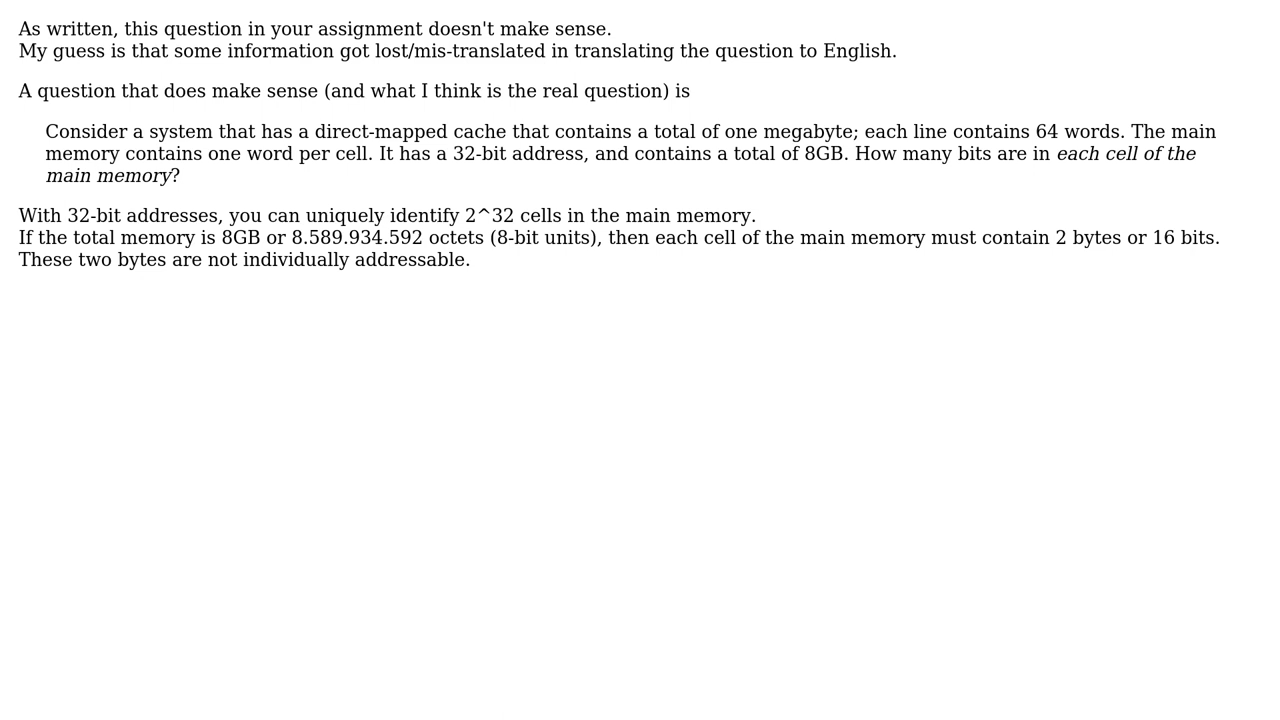 As written, this question in your assignment doesn't make sense.
My guess is that some information got lost/mis-translated in translating the question to English.
A question that does make sense (and what I think is the real question) is
Consider a system that has a direct-mapped cache that contains a total of one megabyte; each line contains 64 words. The main
memory contains one word per cell. It has a 32-bit address, and contains a total of 8GB. How many bits are in each cell of the
main memory?
With 32-bit addresses, you can uniquely identify 2^32 cells in the main memory.
If the total memory is 8GB or 8.589.934.592 octets (8-bit units), then each cell of the main memory must contain 2 bytes or 16 bits.
These two bytes are not individually addressable.